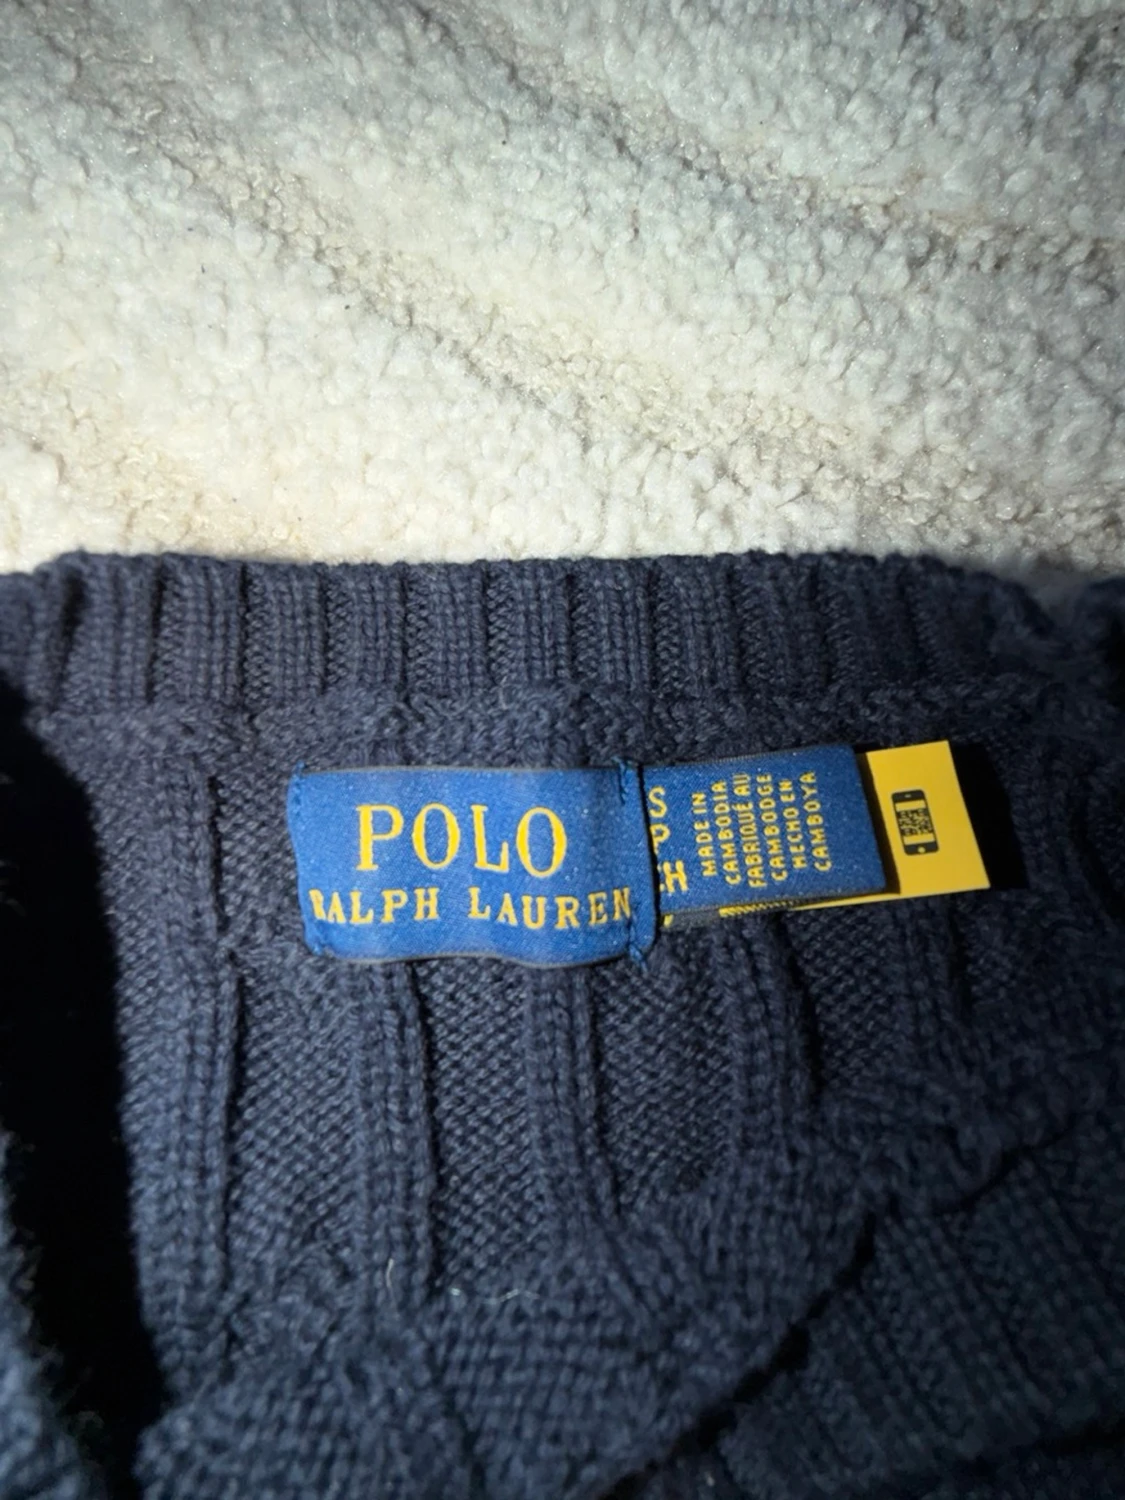 POLO
RALPH LAUREN
S
P
H
MADE IN
CAMBODIA
FABRIQUÉ AU
CAMBODGE
HECHO EN
CAMBOYA